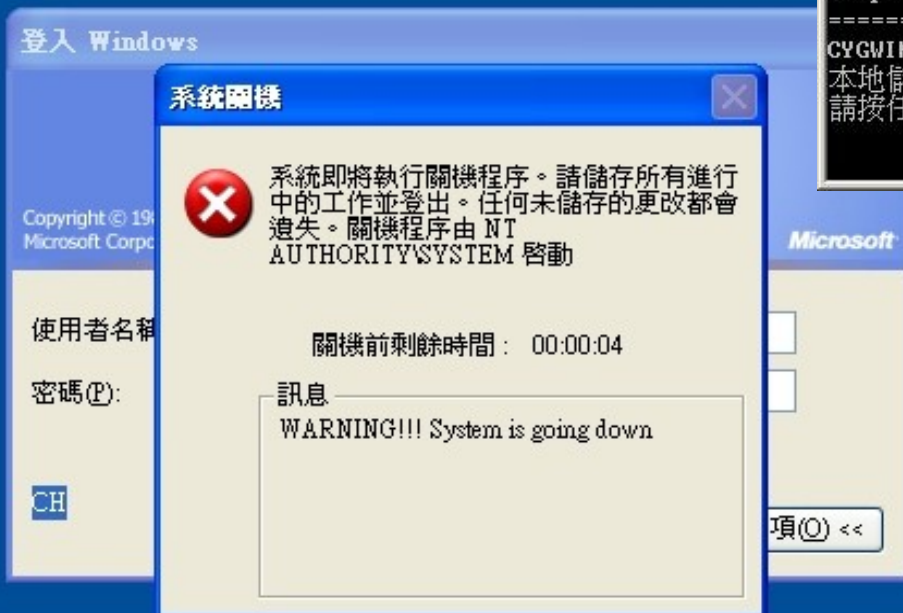 登入 Windows
CYGWI
本地
請按
系統關機
系統即將執行關機程序。請儲存所有進行
中的工作並登出。任何未儲存的更改都會
遺失。關機程序由 NT
AUTHORITY\SYSTEM 啓動
Copyright © 19
Microsoft Corpo
Microsoft
使用者名稱
關機前剩餘時間： 00:00:04
密碼(P):
訊息
WARNING!!! System is going down
CH
項(O) <<